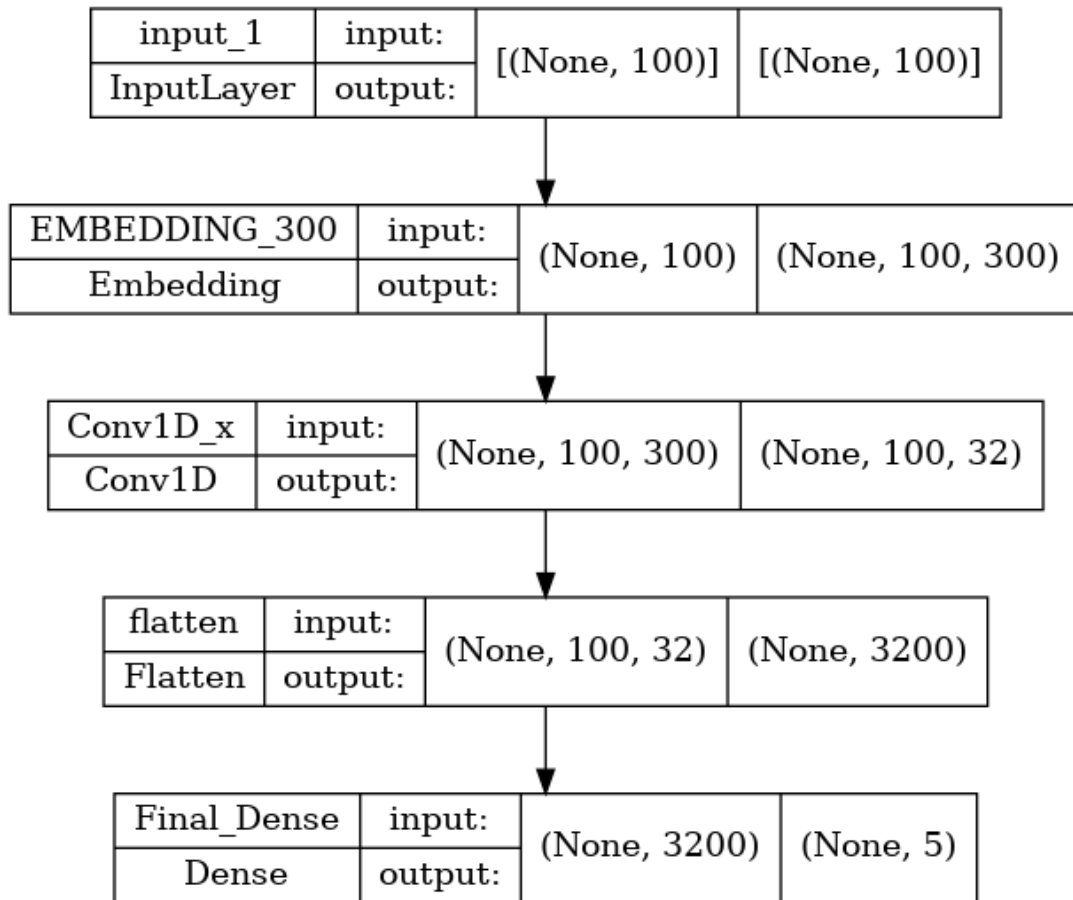 input_1 input: [(None, 100)] [(None, 100)]
InputLayer output:
EMBEDDING_300 input: (None, 100) (None, 100, 300)
Embedding output:
Conv1D_x input: (None, 100, 300) (None, 100, 32)
Conv1D output:
flatten input: (None, 100, 32) (None, 3200)
Flatten output:
Final_Dense input: (None, 3200) (None, 5)
Dense output: